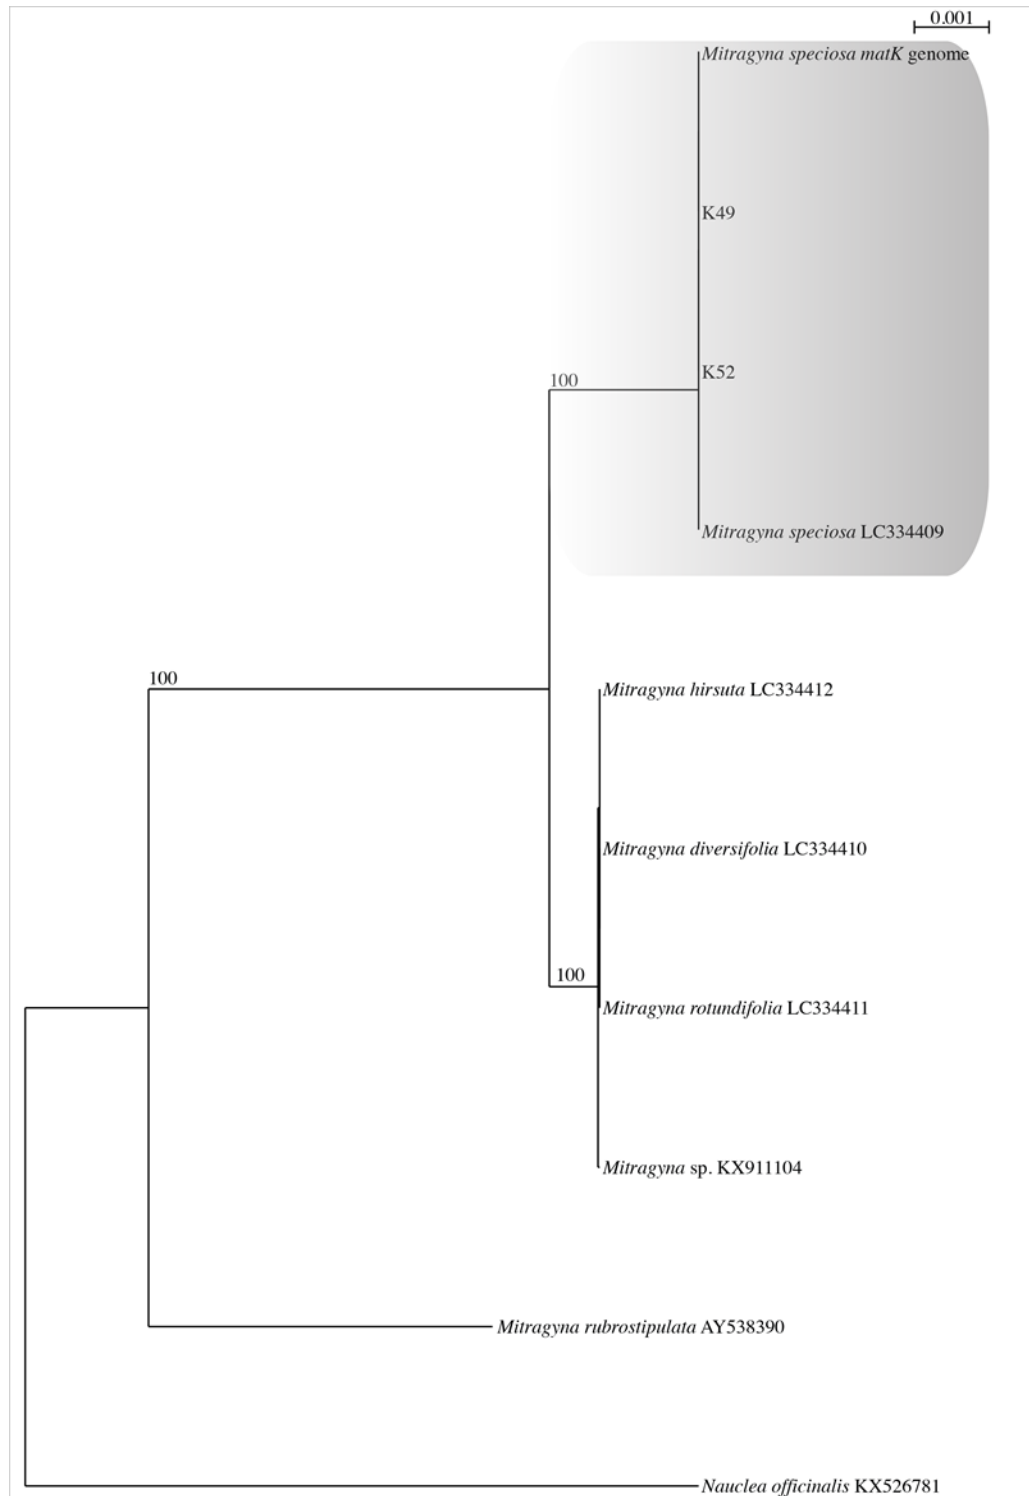 0.001
Mitragyna speciosa matK genome
K49
K52
100
Mitragyna speciosa LC334409
100
Mitragyna hirsuta LC334412
Mitragyna diversifolia LC334410
100
Mitragyna rotundifolia LC334411
Mitragyna sp. KX911104
Mitragyna rubrostipulata AY538390
Nauclea officinalis KX526781